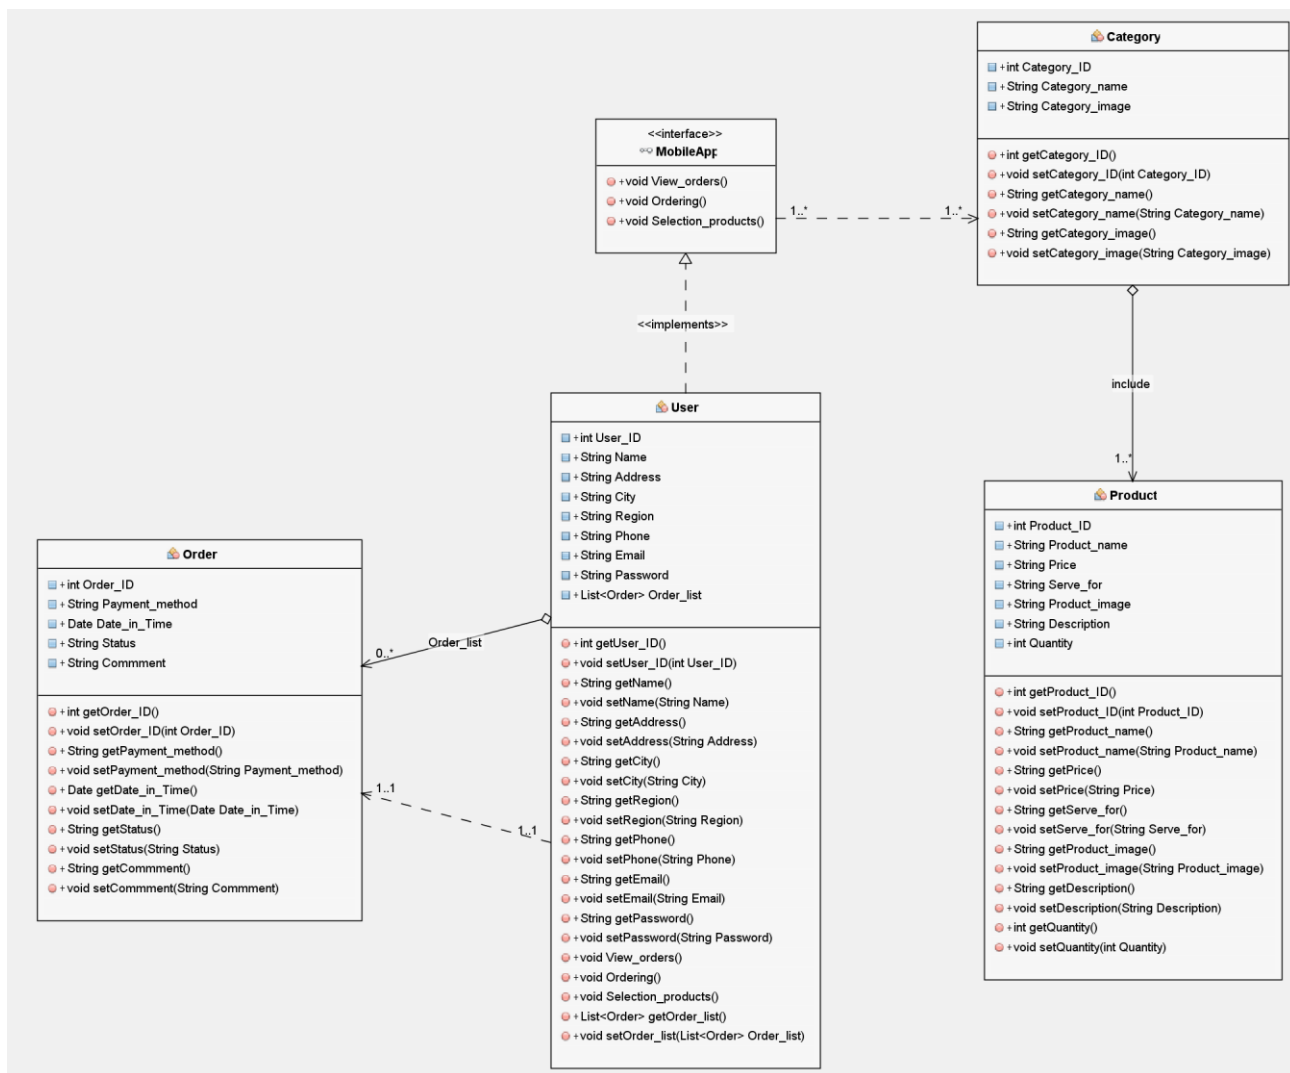 Category
+int Category_ID
+String Category_name
+String Category_image
+int getCategory_ID()
+void setCategory_ID(int Category_ID)
+String getCategory_name()
+void setCategory_name(String Category_name)
+String getCategory_image()
+void setCategory_image(String Category_image)
<<interface>>
MobileApp
+void View_orders()
+void Ordering()
+void Selection_products()
1..*
1..*
<<implements>>
include
1..*
User
+int User_ID
+String Name
+String Address
+String City
+String Region
+String Phone
+String Email
+String Password
+List<Order> Order_list
+int getUser_ID()
+void setUser_ID(int User_ID)
+String getName()
+void setName(String Name)
+String getAddress()
+void setAddress(String Address)
+String getCity()
+void setCity(String City)
+String getRegion()
+void setRegion(String Region)
+String getPhone()
+void setPhone(String Phone)
+String getEmail()
+void setEmail(String Email)
+String getPassword()
+void setPassword(String Password)
+void View_orders()
+void Ordering()
+void Selection_products()
+List<Order> getOrder_list()
+void setOrder_list(List<Order> Order_list)
Product
+int Product_ID
+String Product_name
+String Price
+String Serve_for
+String Product_image
+String Description
+int Quantity
+int getProduct_ID()
+void setProduct_ID(int Product_ID)
+String getProduct_name()
+void setProduct_name(String Product_name)
+String getPrice()
+void setPrice(String Price)
+String getServe_for()
+void setServe_for(String Serve_for)
+String getProduct_image()
+void setProduct_image(String Product_image)
+String getDescription()
+void setDescription(String Description)
+int getQuantity()
+void setQuantity(int Quantity)
Order
+int Order_ID
+String Payment_method
+Date Date_in_Time
+String Status
+String Commment
+int getOrder_ID()
+void setOrder_ID(int Order_ID)
+String getPayment_method()
+void setPayment_method(String Payment_method)
+Date getDate_in_Time()
+void setDate_in_Time(Date Date_in_Time)
+String getStatus()
+void setStatus(String Status)
+String getCommment()
+void setCommment(String Commment)
Order_list
0..*
1..1
1..1